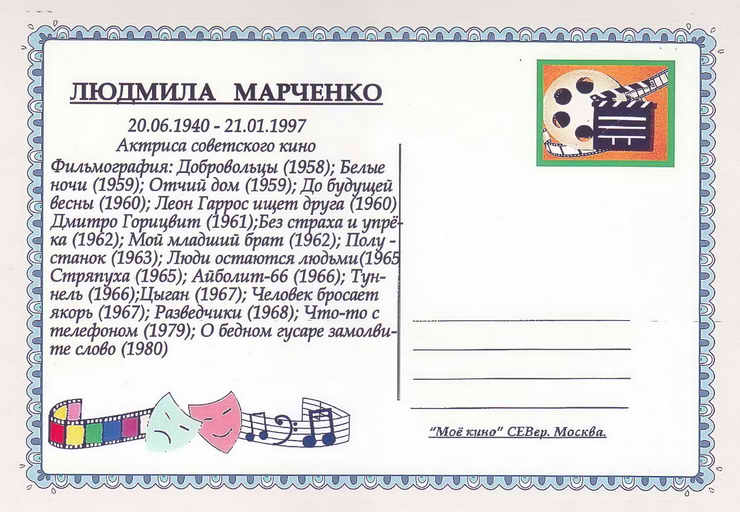 ЛЮДМИЛА МАРЧЕНКО
20.06.1940 - 21.01.1997
Актриса советского кино
Фильмография: Добровольцы (1958); Белые
ночи (1959); Отчий дом (1959); До будущей
весны (1960); Леон Гаррос ищет друга (1960)
Дмитро Горицвит (1961);Без страха и упрё-
ка (1962); Мой младший брат (1962); Полу -
станок (1963); Люди остаются людьми(1965
Стряпуха (1965); Айболит-66 (1966); Тун-
нель (1966);Цыган (1967); Человек бросает
якорь (1967); Разведчики (1968); Что-то с
телефоном (1979); О бедном гусаре замолви-
те слово (1980)
“Моё кино” СЕВер. Москва.